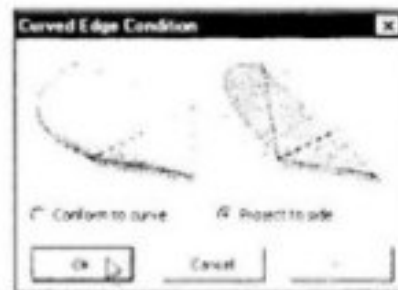 Curved Edge Condition
Conform to curve
Project to side
Ok
Cancel